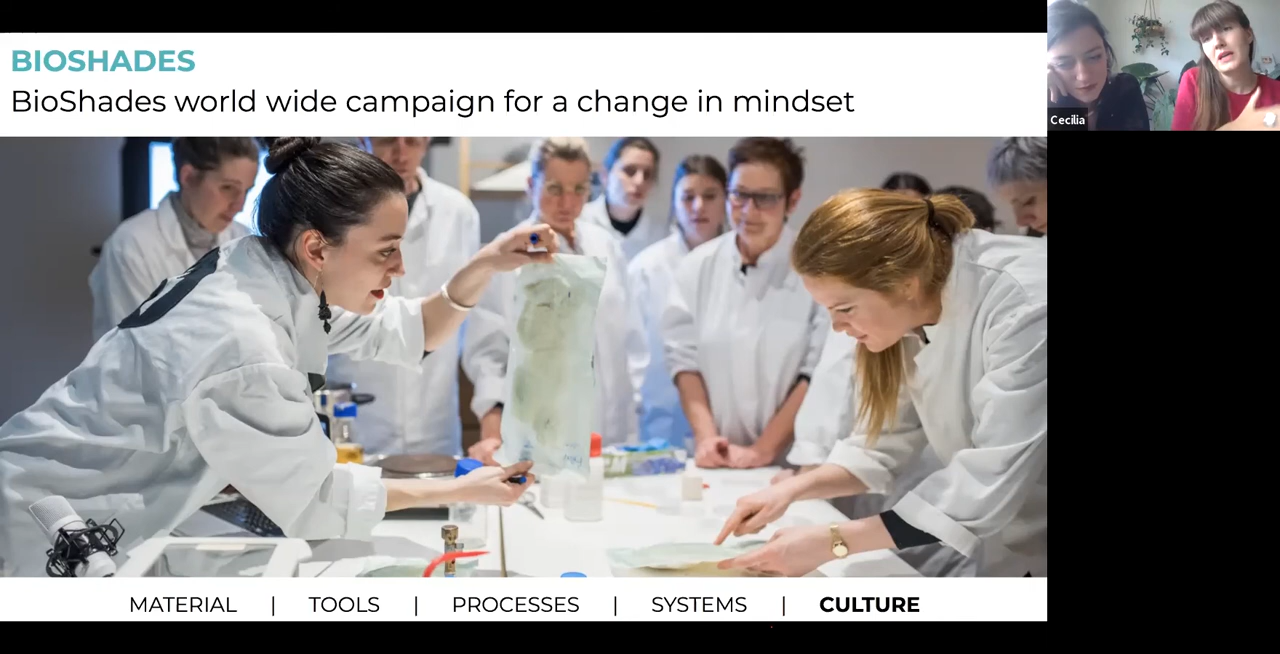 BIOSHADES
BioShades world wide campaign for a change in mindset
Cecilia
MATERIAL | TOOLS | PROCESSES | SYSTEMS | CULTURE